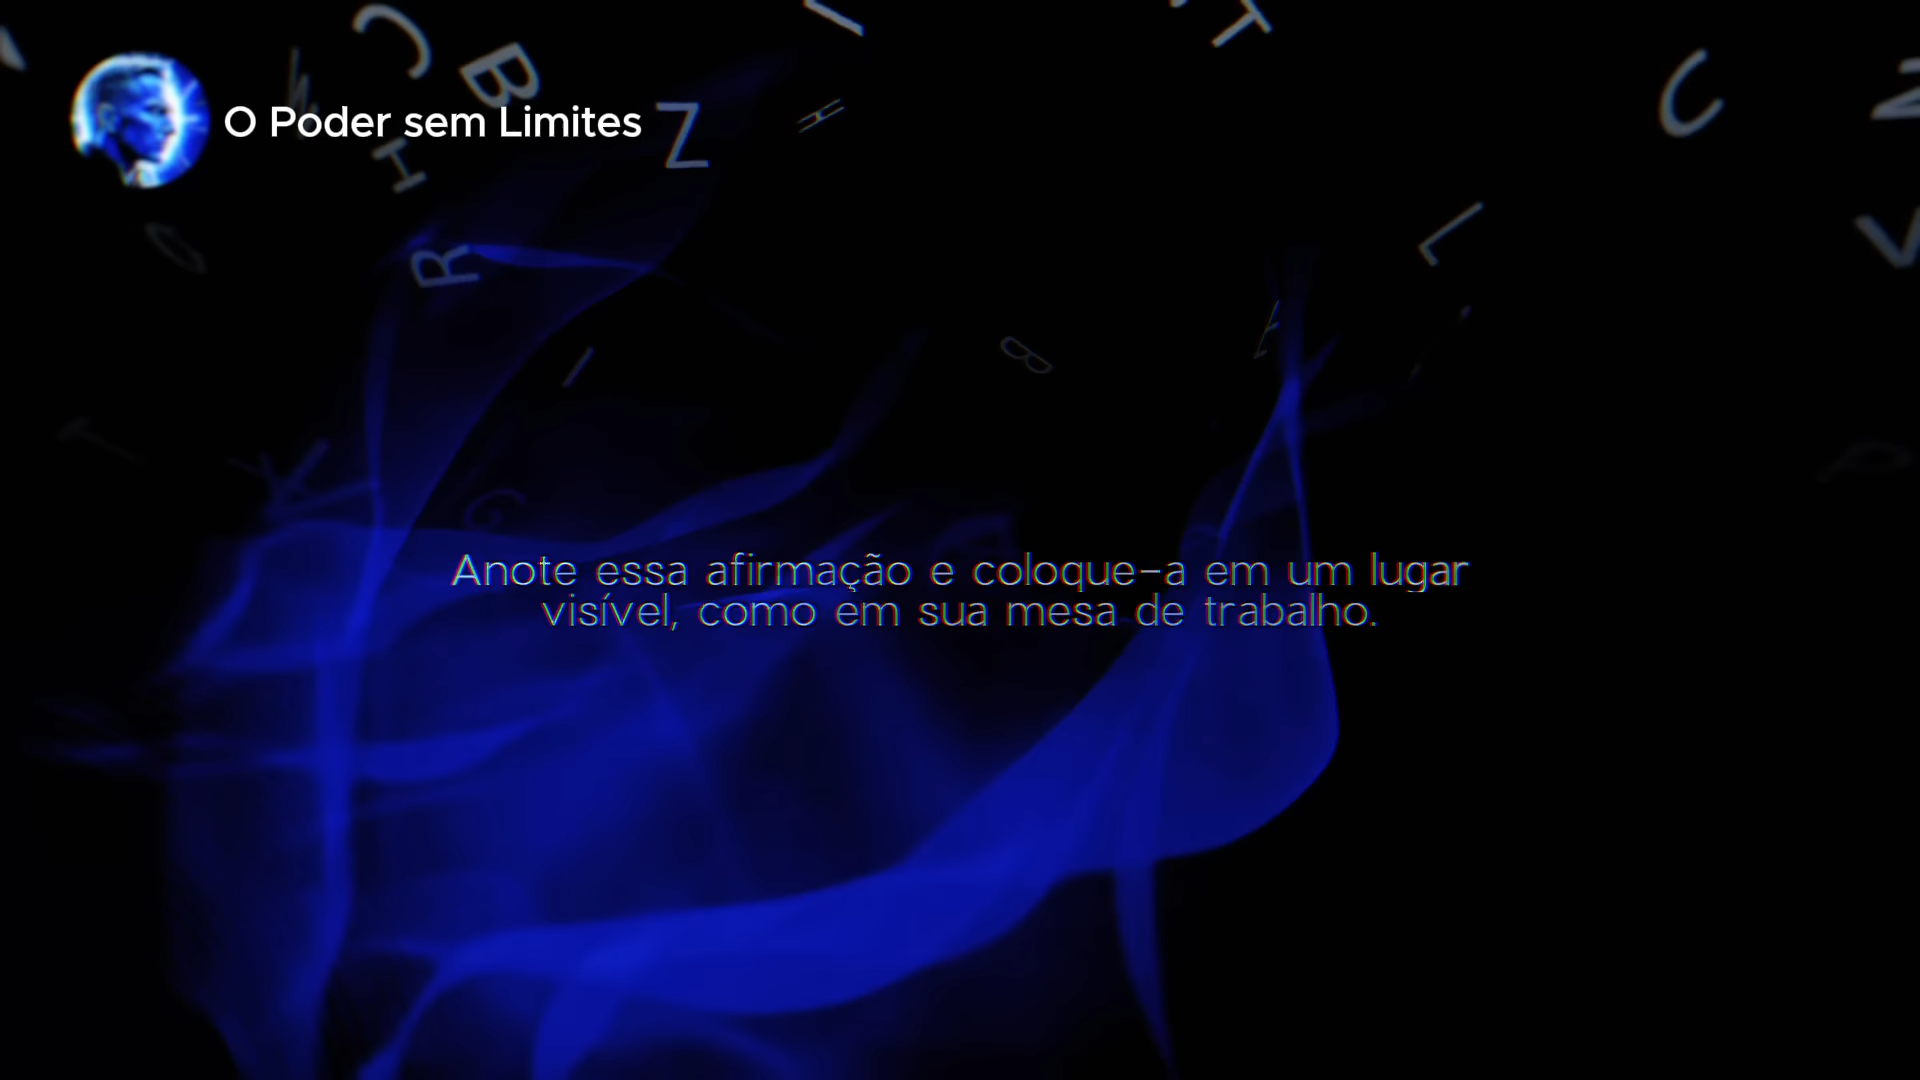 O Poder sem Limites
Anote essa afirmação e coloque-a em um lugar
visível, como em sua mesa de trabalho.